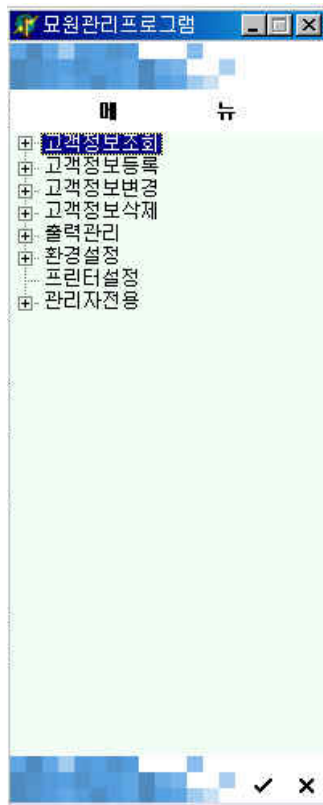 묘원관리프로그램
메 뉴
고객정보조회
고객정보등록
고객정보변경
고객정보삭제
출력관리
환경설정
프린터설정
관리자전용